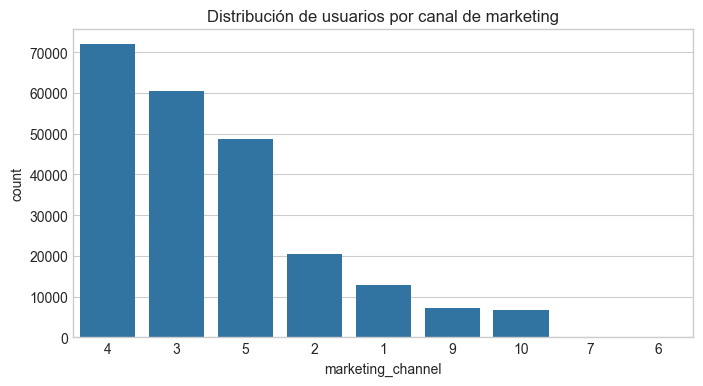 Distribución de usuarios por canal de marketing
70000
60000
50000
40000
30000
20000
10000
0
count
4 3 5 2 1 9 10 7 6
marketing_channel